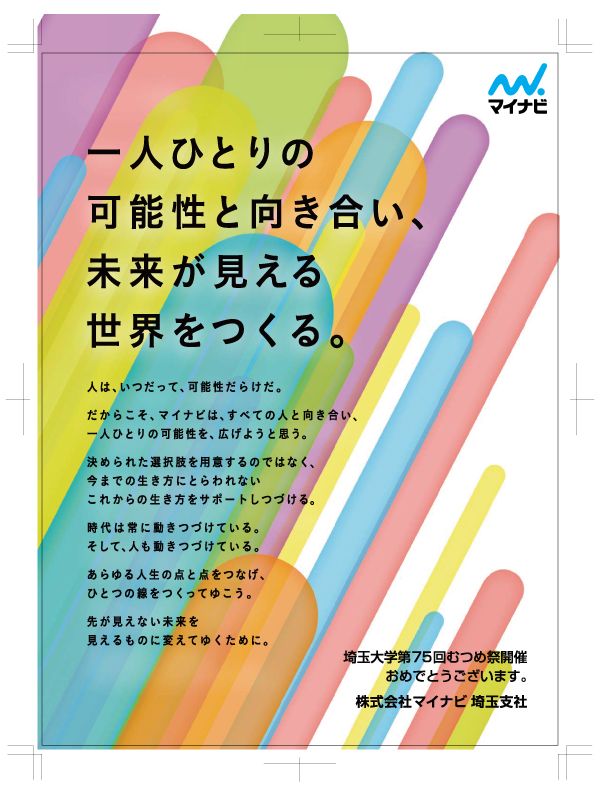 マイナビ
一人ひとりの
可能性と向き合い、
未来が見える
世界をつくる。
人は、いつだって、可能性だらけだ。
だからこそ、マイナビは、すべての人と向き合い、
一人ひとりの可能性を、広げようと思う。
決められた選択肢を用意するのではなく、
今までの生き方にとらわれない
これからの生き方をサポートしつづける。
時代は常に動きつづけている。
そして、人も動きつづけている。
あらゆる人生の点と点をつなげ、
ひとつの線をつくってゆこう。
先が見えない未来を
見えるものに変えてゆくために。
埼玉大学第75回むつめ祭開催
おめでとうございます。
株式会社マイナビ 埼玉支社